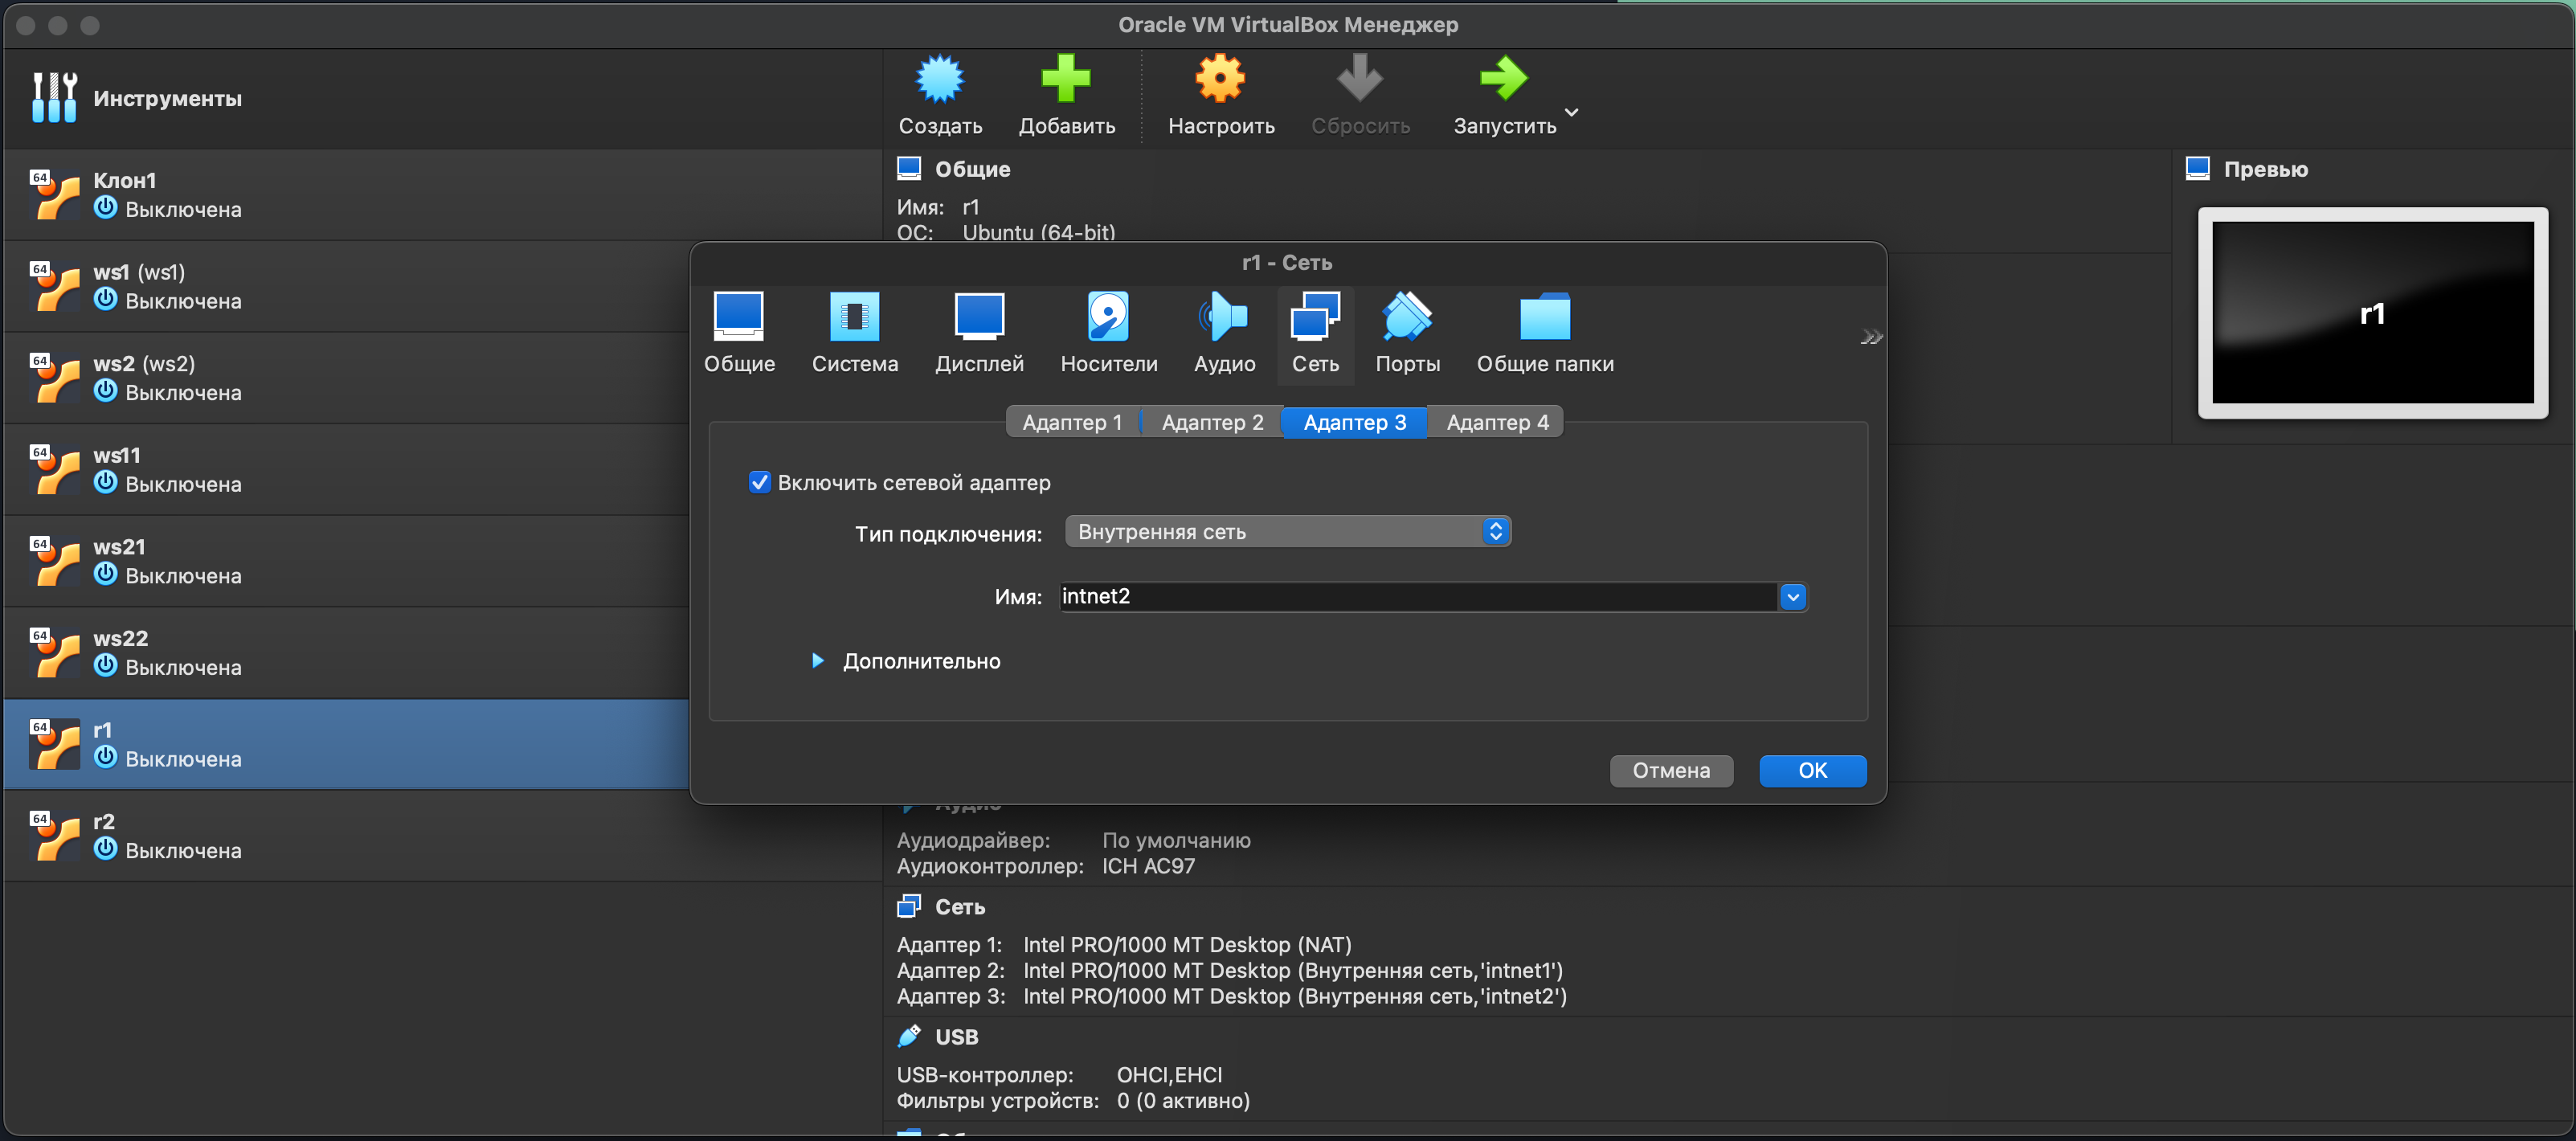 Oracle VM VirtualBox Менеджер
Инструменты
Создать
Добавить
Настроить
Сбросить
Запустить
64
Клон1
Выключена
64
ws1 (ws1)
Выключена
64
ws2 (ws2)
Выключена
64
ws11
Выключена
64
ws21
Выключена
64
ws22
Выключена
64
r1
Выключена
64
r2
Выключена
Общие
Имя: r1
ОС: Ubuntu (64-bit)
Превью
r1
r1 - Сеть
Общие
Система
Дисплей
Носители
Аудио
Сеть
Порты
Общие папки
Адаптер 1
Адаптер 2
Адаптер 3
Адаптер 4
Включить сетевой адаптер
Тип подключения: Внутренняя сеть
Имя: intnet2
Дополнительно
Отмена
OK
Аудио
Аудиодрайвер: По умолчанию
Аудиоконтроллер: ICH AC97
Сеть
Адаптер 1: Intel PRO/1000 MT Desktop (NAT)
Адаптер 2: Intel PRO/1000 MT Desktop (Внутренняя сеть,'intnet1')
Адаптер 3: Intel PRO/1000 MT Desktop (Внутренняя сеть,'intnet2')
USB
USB-контроллер: OHCI,EHCI
Фильтры устройств: 0 (0 активно)